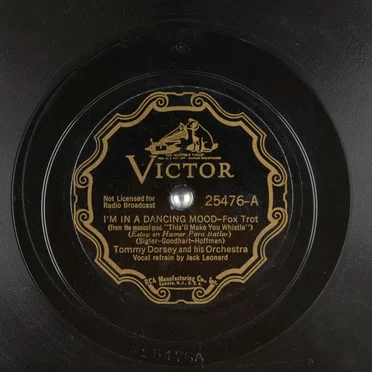 "HIS MASTER'S VOICE"
VICTOR
Not Licensed for
Radio Broadcast
25476-A
I'M IN A DANCING MOOD–Fox Trot
(From the musical prod. "This'll Make You Whistle")
(Estoy en Humor Para Bailar)
(Sigler-Goodhart-Hoffman)
Tommy Dorsey and his Orchestra
Vocal refrain by Jack Leonard
RCA Manufacturing Co., Inc.
Camden, N.J., U.S.A.
25476A